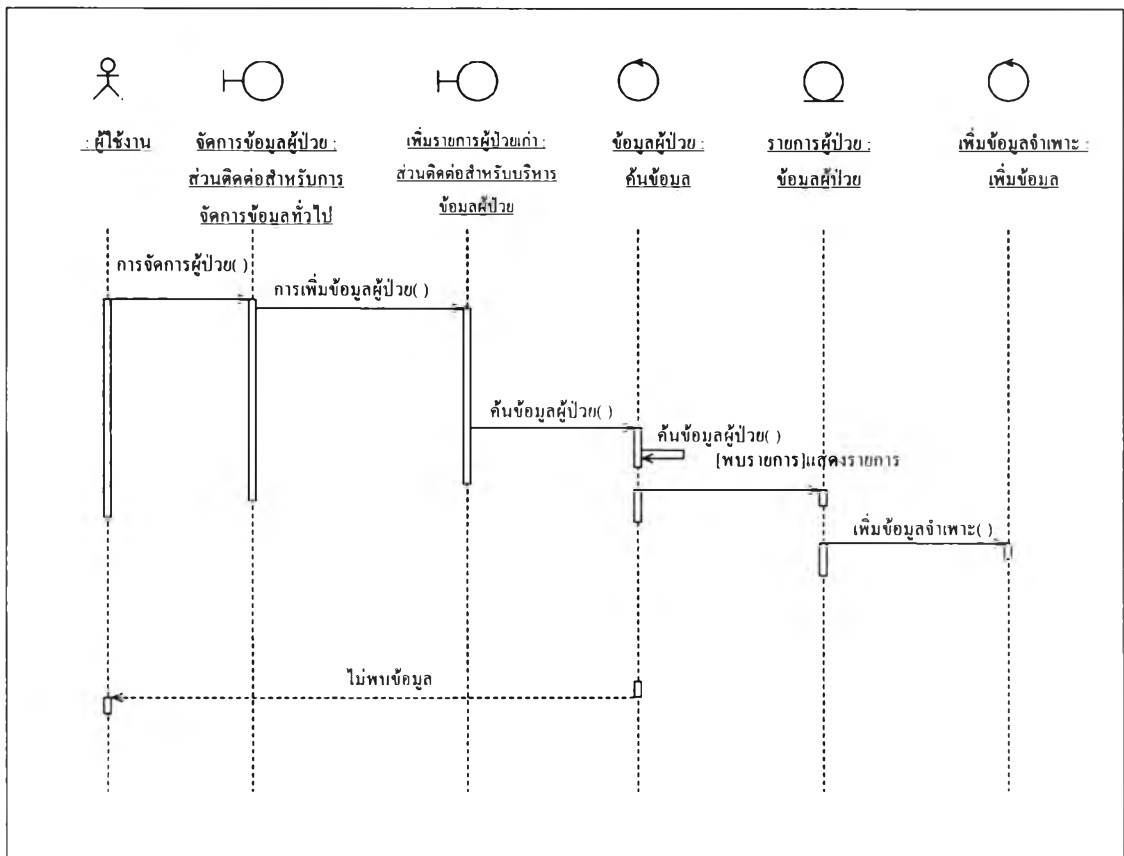 : ผู้ใช้งาน
จัดการข้อมูลผู้ป่วย :
ส่วนติดต่อสำหรับการ
จัดการข้อมูลทั่วไป
เพิ่มรายการผู้ป่วยเก่า :
ส่วนติดต่อสำหรับบริหาร
ข้อมูลผู้ป่วย
ข้อมูลผู้ป่วย :
ค้นข้อมูล
รายการผู้ป่วย :
ข้อมูลผู้ป่วย
เพิ่มข้อมูลจำเพาะ :
เพิ่มข้อมูล
การจัดการผู้ป่วย( )
การเพิ่มข้อมูลผู้ป่วย( )
ค้นข้อมูลผู้ป่วย( )
ค้นข้อมูลผู้ป่วย( )
[พบรายการ]แสดงรายการ
เพิ่มข้อมูลจำเพาะ( )
ไม่พบข้อมูล